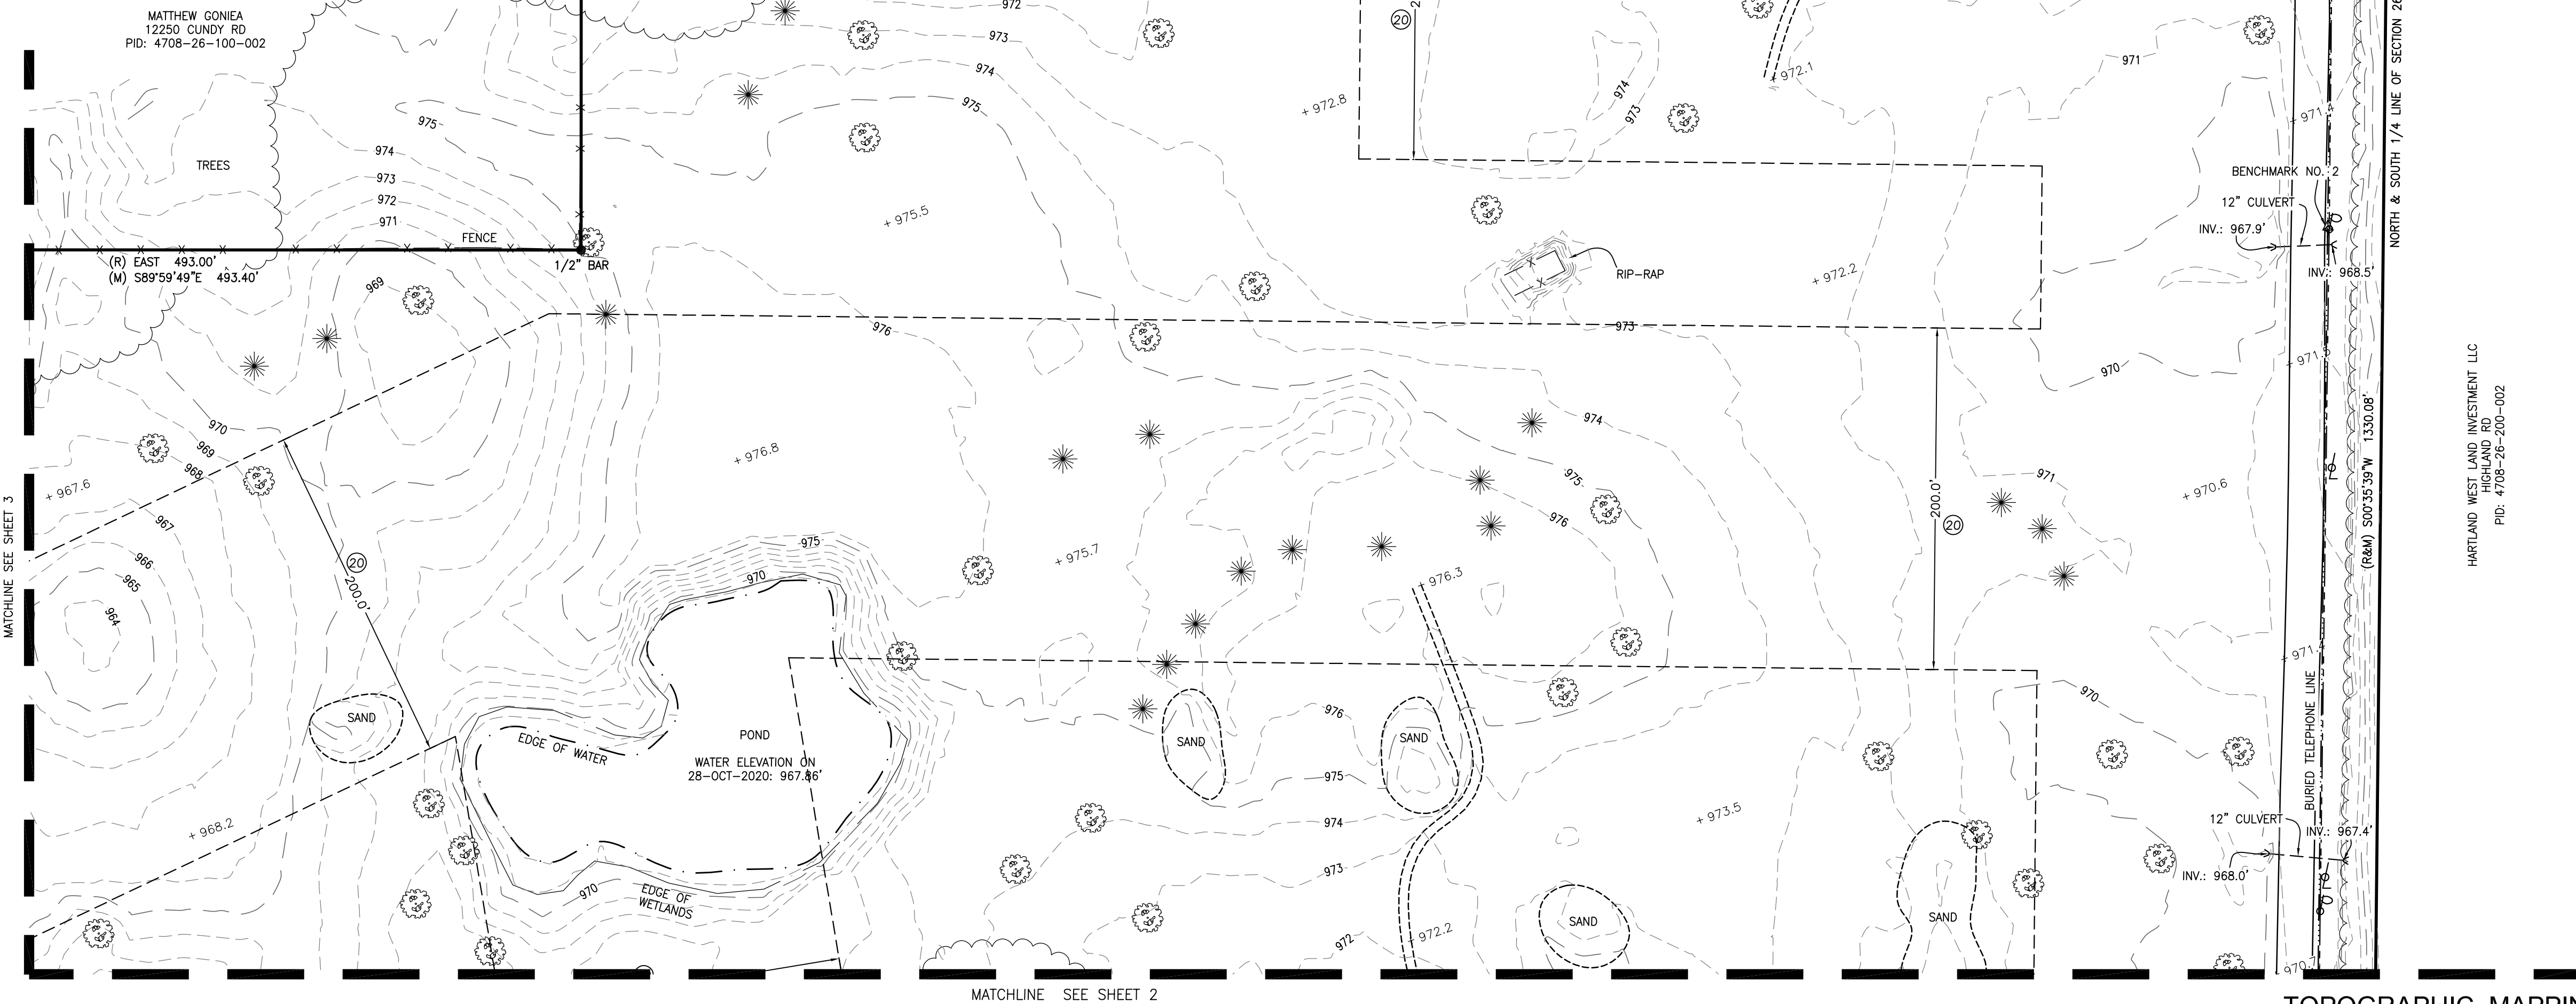 MATTHEW GONIEA
12250 CUNDY RD
PID: 4708-26-100-002
TREES
FENCE
(R) EAST 493.00'
(M) S89°59'49"E 493.40'
1/2" BAR
975
974
973
972
971
969
970
969
968
967
966
965
964
+ 967.6
+ 968.2
MATCHLINE SEE SHEET 3
20
200.0'
SAND
EDGE OF WATER
POND
WATER ELEVATION ON
28-OCT-2020: 967.86'
EDGE OF
WETLANDS
970
975
970
972
973
974
975
+ 975.5
976
+ 976.8
+ 975.7
+ 972.8
20
974
973
+ 972.1
RIP-RAP
+ 972.2
973
974
975
976
+ 976.3
976
975
974
973
972
+ 972.2
SAND
SAND
SAND
SAND
+ 973.5
200.0'
20
971
970
971
970
+ 970.6
BENCHMARK NO. 2
12" CULVERT
INV.: 967.9'
INV.: 968.5'
12" CULVERT
INV.: 967.4'
INV.: 968.0'
BURIED TELEPHONE LINE
(R&M) S00°35'39"W 1330.08'
NORTH & SOUTH 1/4 LINE OF SECTION 26
HARTLAND WEST LAND INVESTMENT LLC
HIGHLAND RD
PID: 4708-26-200-002
MATCHLINE SEE SHEET 2